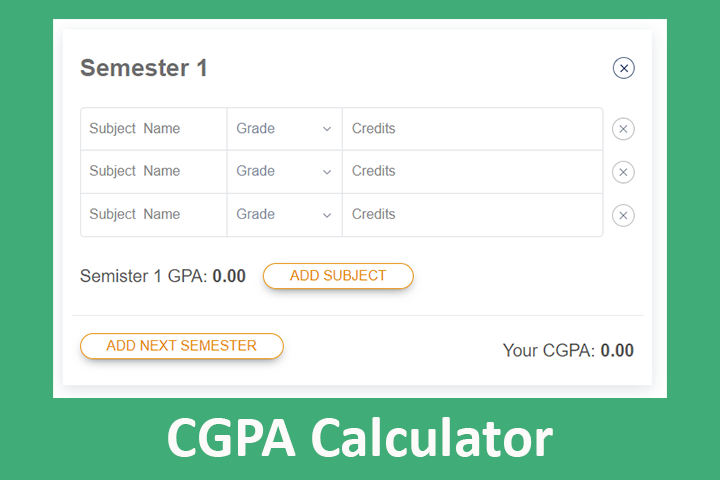 Semester 1
Subject Name Grade Credits
Subject Name Grade Credits
Subject Name Grade Credits
Semister 1 GPA: 0.00 ADD SUBJECT
ADD NEXT SEMESTER Your CGPA: 0.00
CGPA Calculator